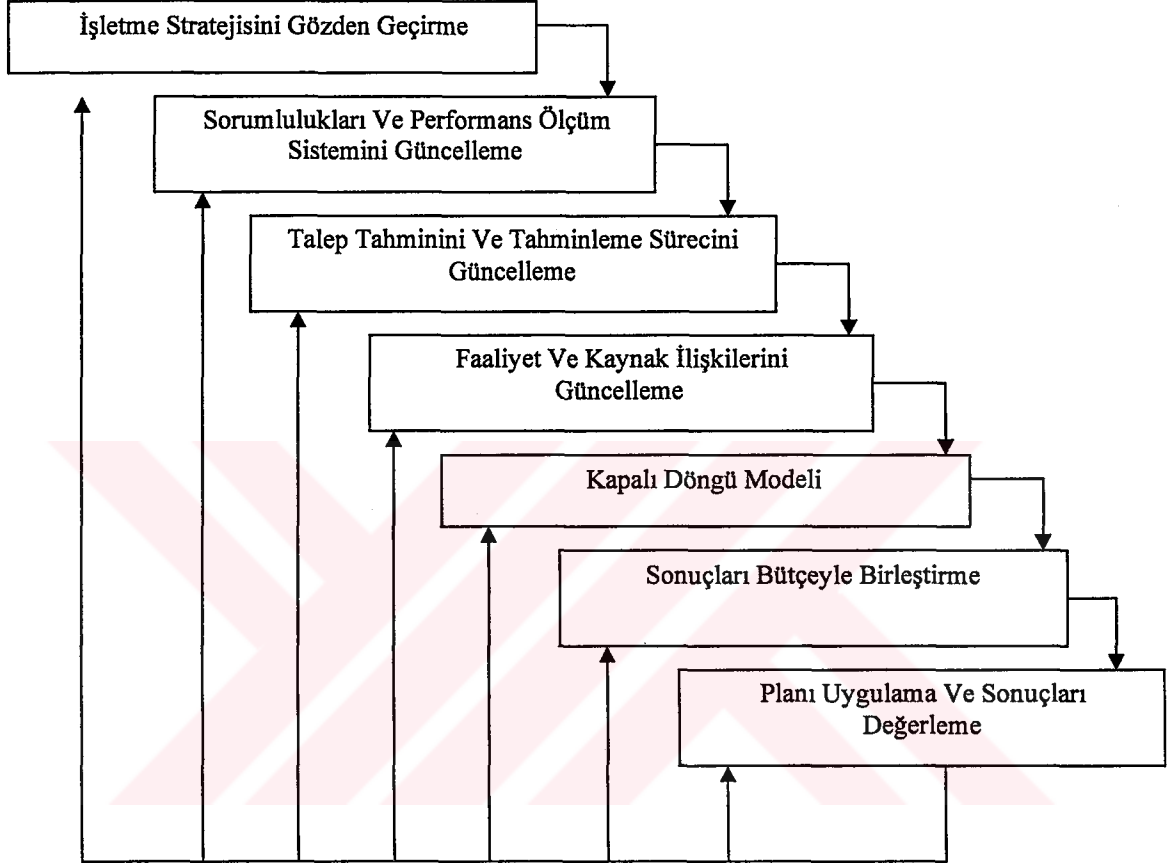 İşletme Stratejisini Gözden Geçirme
Sorumlulukları Ve Performans Ölçüm
Sistemini Güncelleme
Talep Tahminini Ve Tahminleme Sürecini
Güncelleme
Faaliyet Ve Kaynak İlişkilerini
Güncelleme
Kapalı Döngü Modeli
Sonuçları Bütçeyle Birleştirme
Planı Uygulama Ve Sonuçları
Değerleme